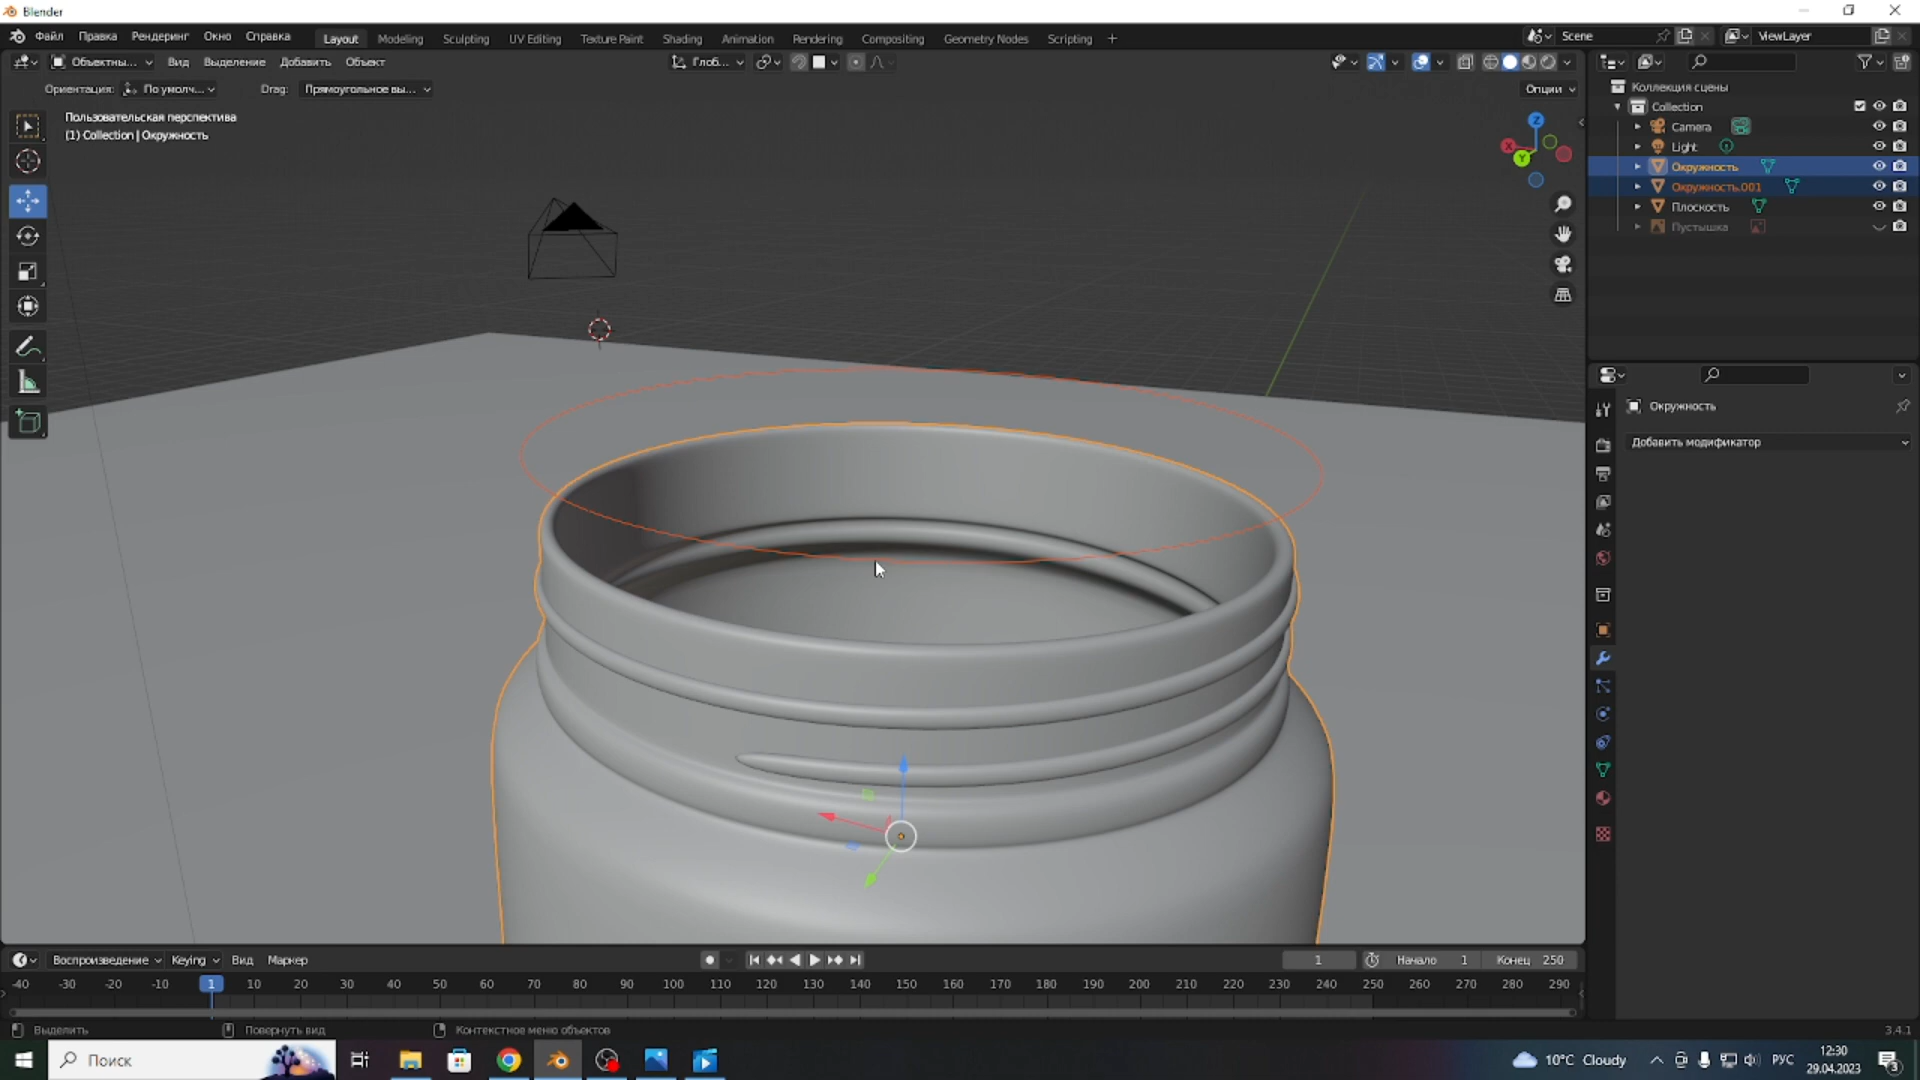 Blender
Файл Правка Рендеринг Окно Справка Layout Modeling Sculpting UV Editing Texture Paint Shading Animation Rendering Compositing Geometry Nodes Scripting + Scene ViewLayer
Объектны... Вид Выделение Добавить Объект Глоб...
Ориентация: По умолч... Drag: Прямоугольное вы... Опции
Пользовательская перспектива
(1) Collection | Окружность
Z
X
Y
Коллекция сцены
Collection
Camera
Light
Окружность
Окружность.001
Плоскость
Пустышка
Окружность
Добавить модификатор
Воспроизведение Keying Вид Маркер 1 Начало 1 Конец 250
-40 -30 -20 -10 1 10 20 30 40 50 60 70 80 90 100 110 120 130 140 150 160 170 180 190 200 210 220 230 240 250 260 270 280 290
Выделить Повернуть вид Контекстное меню объектов 3.4.1
Поиск 10°C Cloudy РУС 12:30
29.04.2023 3